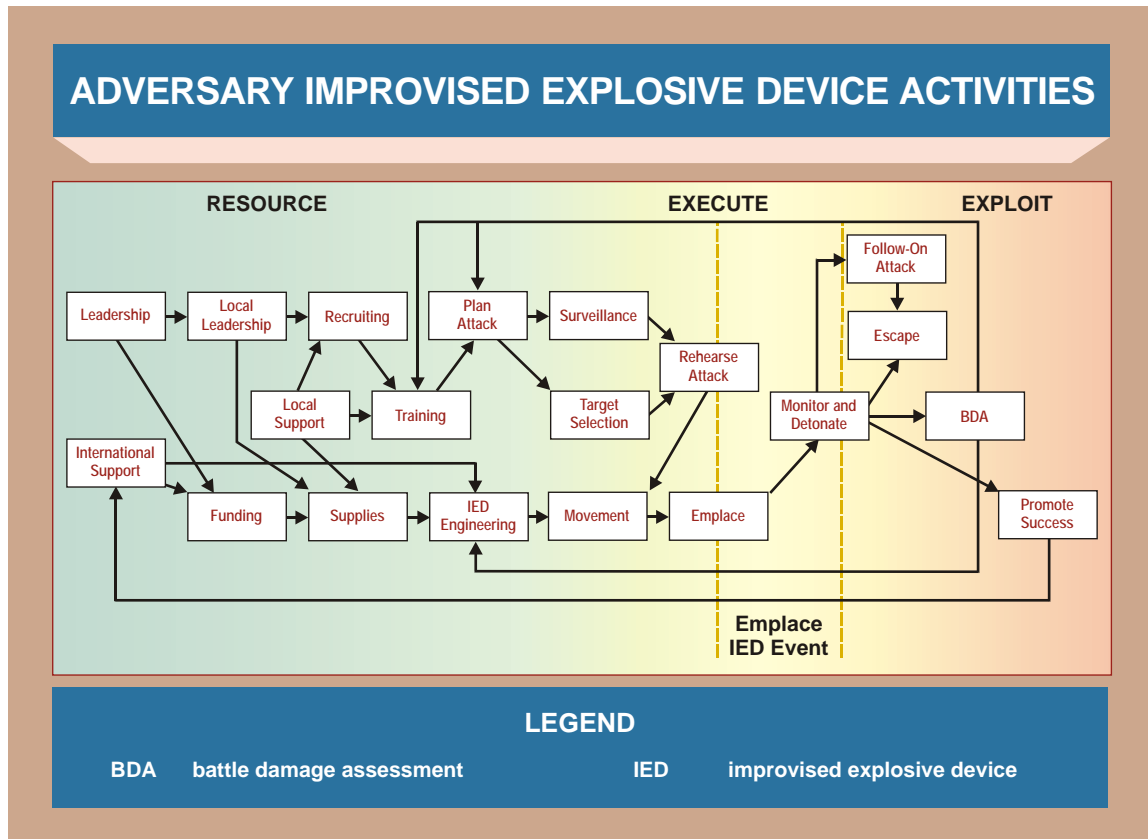 ADVERSARY IMPROVISED EXPLOSIVE DEVICE ACTIVITIES
RESOURCE
EXECUTE
EXPLOIT
Follow-On
Attack
Leadership
Local
Leadership
Recruiting
Plan
Attack
Surveillance
Escape
Rehearse
Attack
Local
Support
Training
Target
Selection
Monitor and
Detonate
BDA
International
Support
Funding
Supplies
IED
Engineering
Movement
Emplace
Promote
Success
Emplace
IED Event
LEGEND
BDA battle damage assessment
IED improvised explosive device